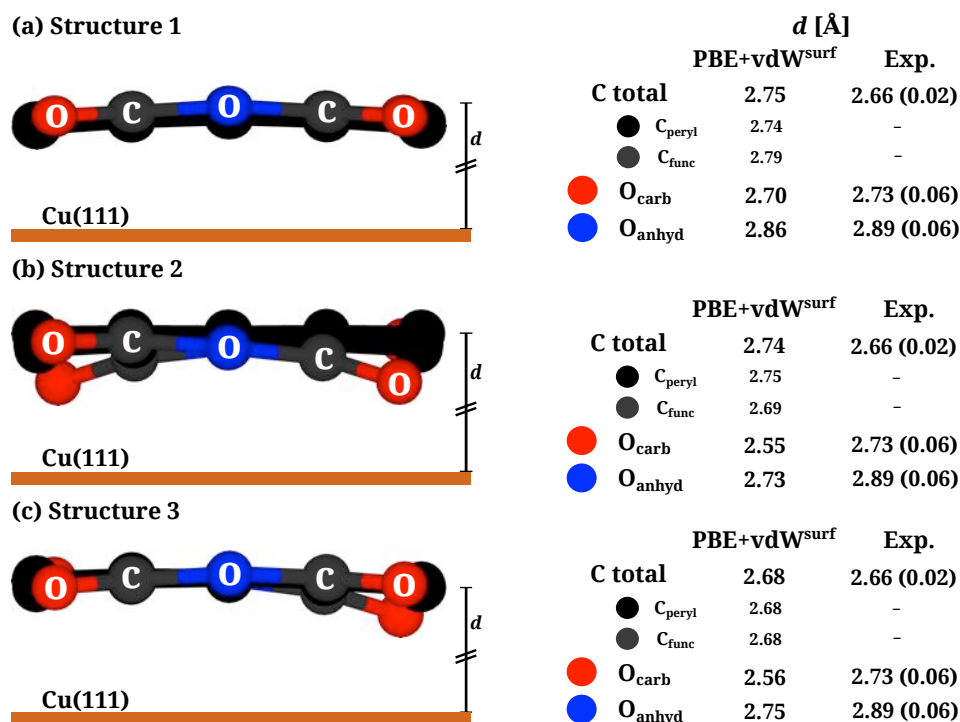 (a) Structure 1
d [Å]
PBE+vdW^surf Exp.
C total 2.75 2.66 (0.02)
C_peryl 2.74 –
C_func 2.79 –
O_carb 2.70 2.73 (0.06)
O_anhyd 2.86 2.89 (0.06)
O C O C O
d
Cu(111)
(b) Structure 2
PBE+vdW^surf Exp.
C total 2.74 2.66 (0.02)
C_peryl 2.75 –
C_func 2.69 –
O_carb 2.55 2.73 (0.06)
O_anhyd 2.73 2.89 (0.06)
O C O C O
d
Cu(111)
(c) Structure 3
PBE+vdW^surf Exp.
C total 2.68 2.66 (0.02)
C_peryl 2.68 –
C_func 2.68 –
O_carb 2.56 2.73 (0.06)
O_anhyd 2.75 2.89 (0.06)
O C O C O
d
Cu(111)